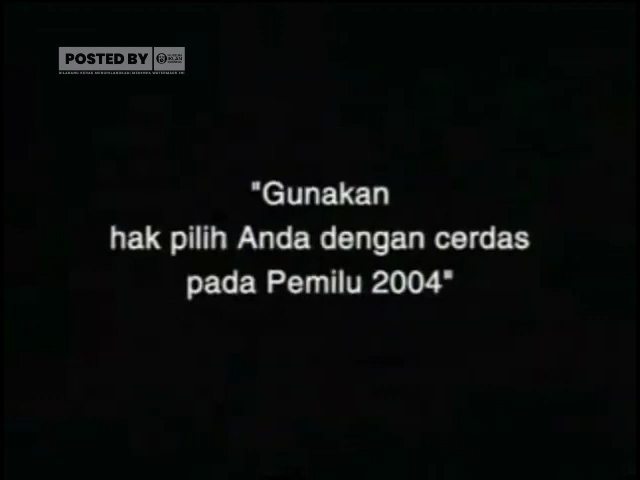 POSTED BY
"Gunakan
hak pilih Anda dengan cerdas
pada Pemilu 2004"